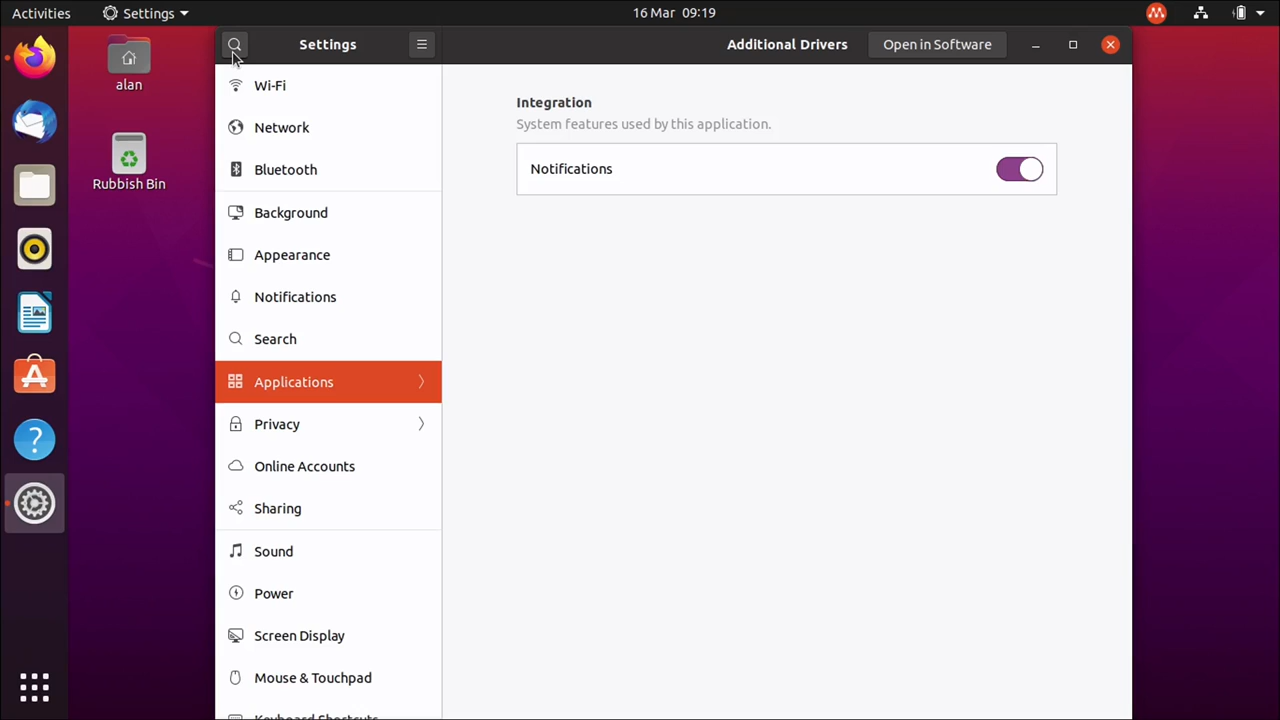 Activities
Settings
16 Mar 09:19
alan
Rubbish Bin
Settings
Additional Drivers
Open in Software
Wi-Fi
Network
Bluetooth
Background
Appearance
Notifications
Search
Applications
Privacy
Online Accounts
Sharing
Sound
Power
Screen Display
Mouse & Touchpad
Keyboard Shortcuts
Integration
System features used by this application.
Notifications